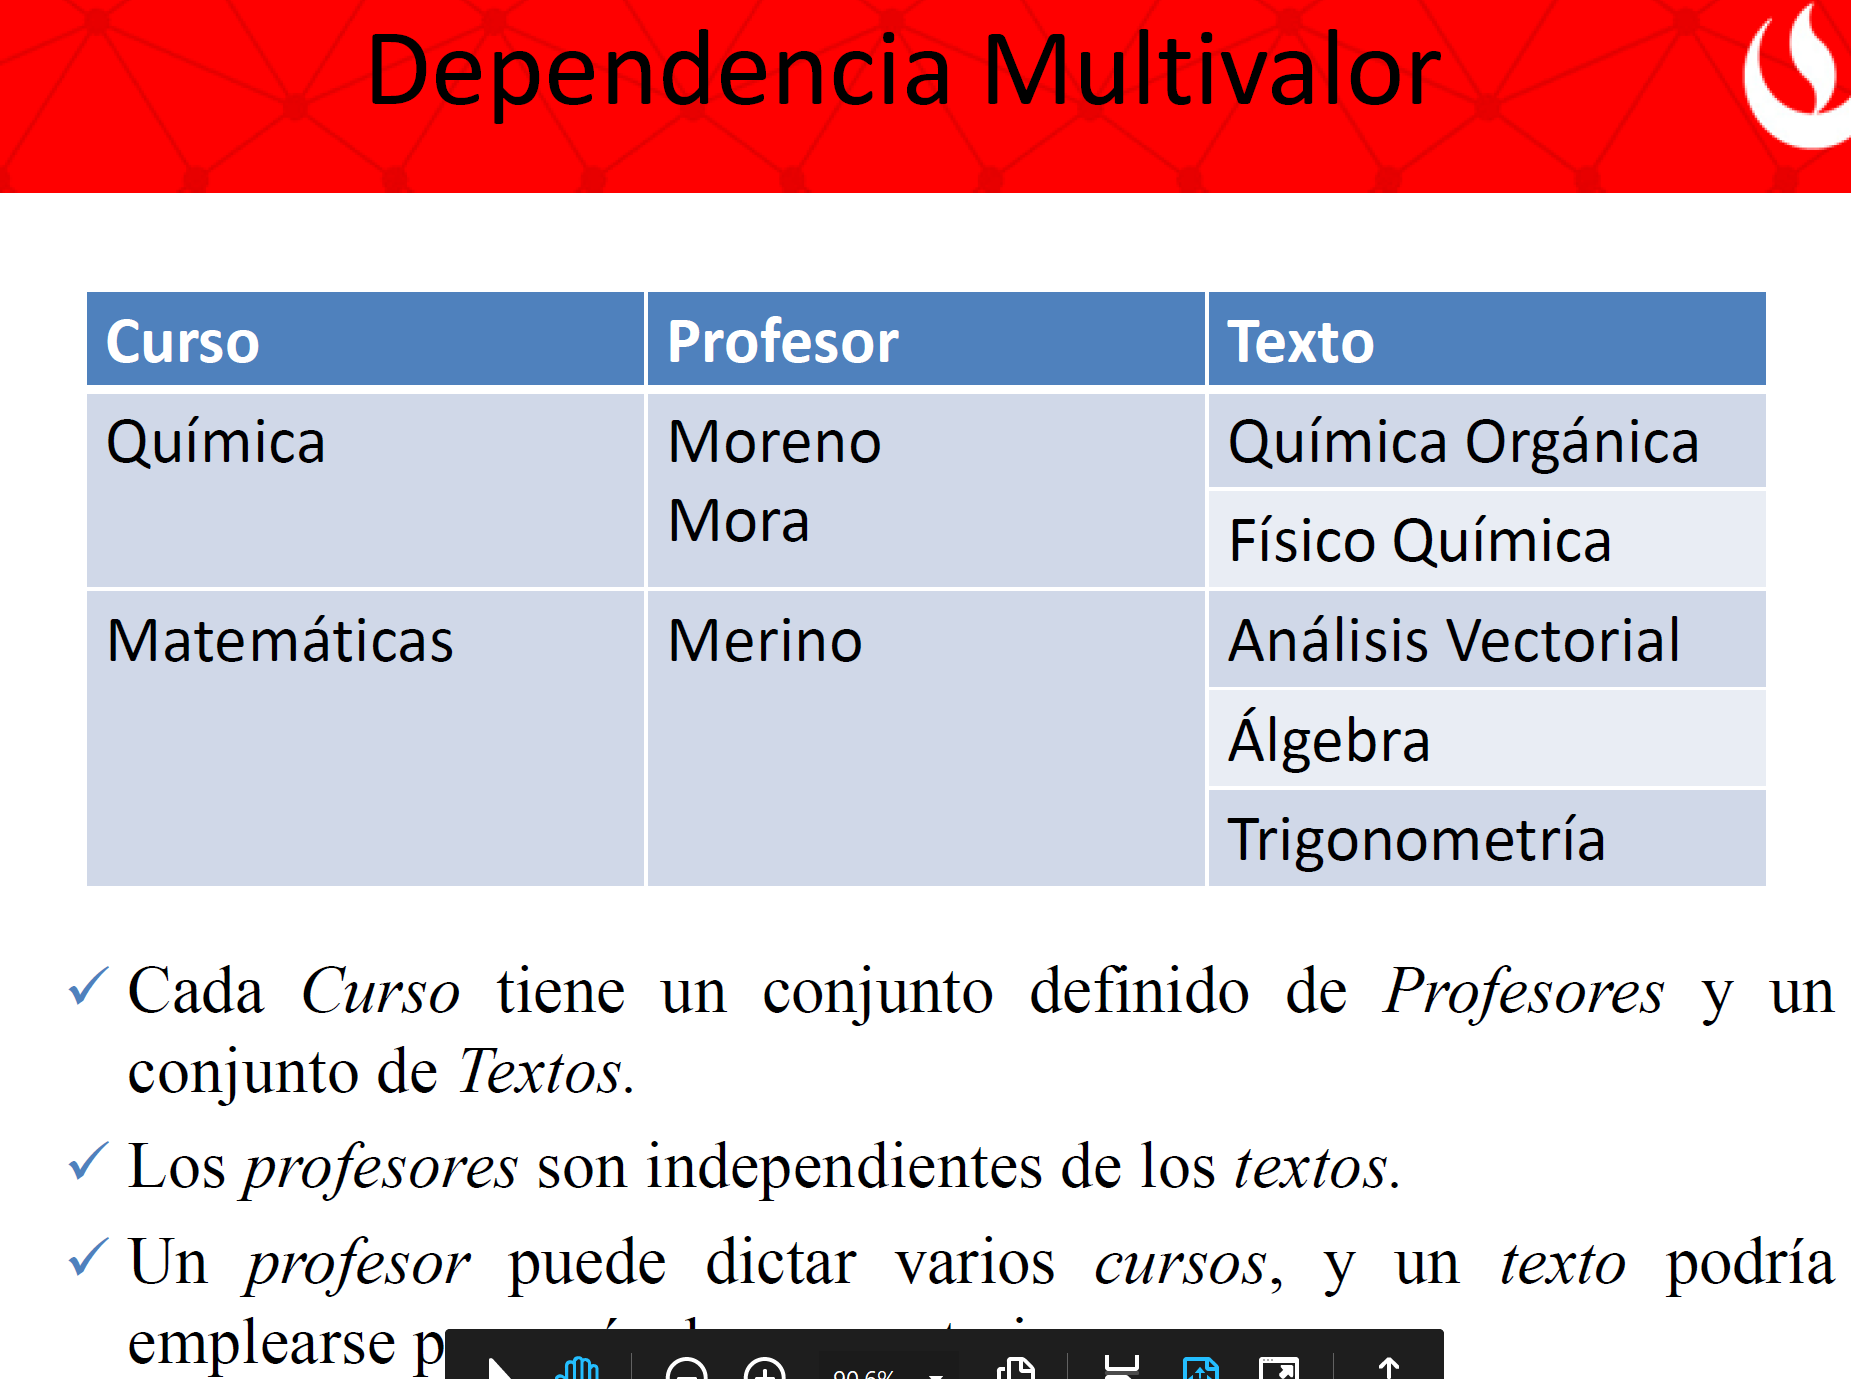 Dependencia Multivalor
Curso Profesor Texto
Química Moreno Química Orgánica
Mora
Físico Química
Matemáticas Merino Análisis Vectorial
Álgebra
Trigonometría
Cada Curso tiene un conjunto definido de Profesores y un
conjunto de Textos.
Los profesores son independientes de los textos.
Un profesor puede dictar varios cursos, y un texto podría
emplearse
90.6%